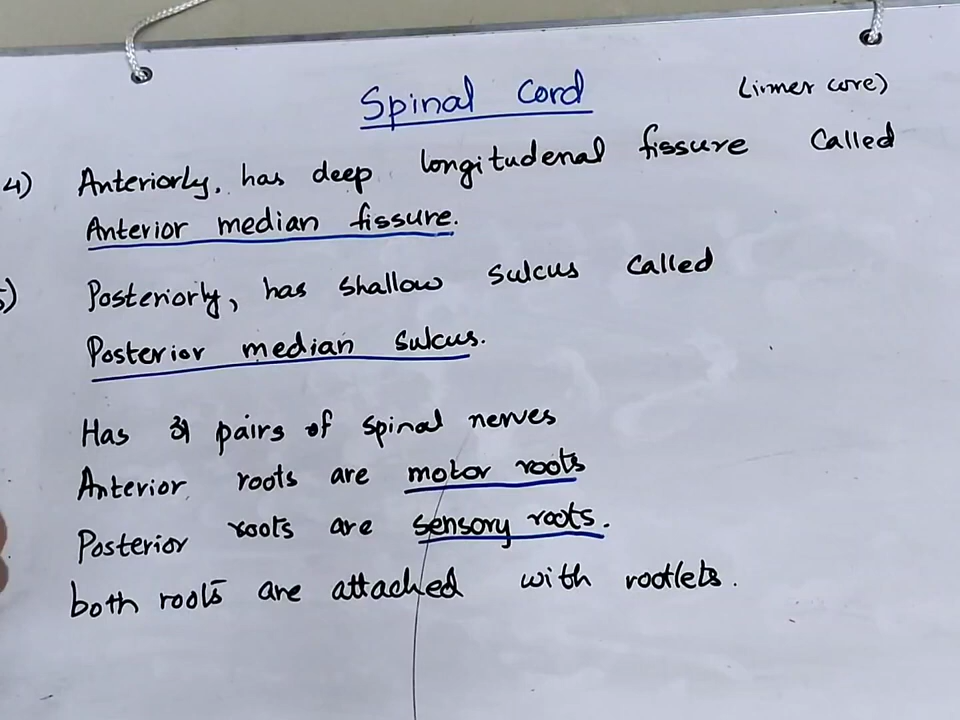 Spinal Cord
(inner core)
4) Anteriorly, has deep longitudenal fissure called
Anterior median fissure.
5) Posteriorly, has shallow sulcus called
Posterior median sulcus.
Has 31 pairs of spinal nerves
Anterior roots are motor roots
Posterior roots are sensory roots.
both roots are attached with rootlets.